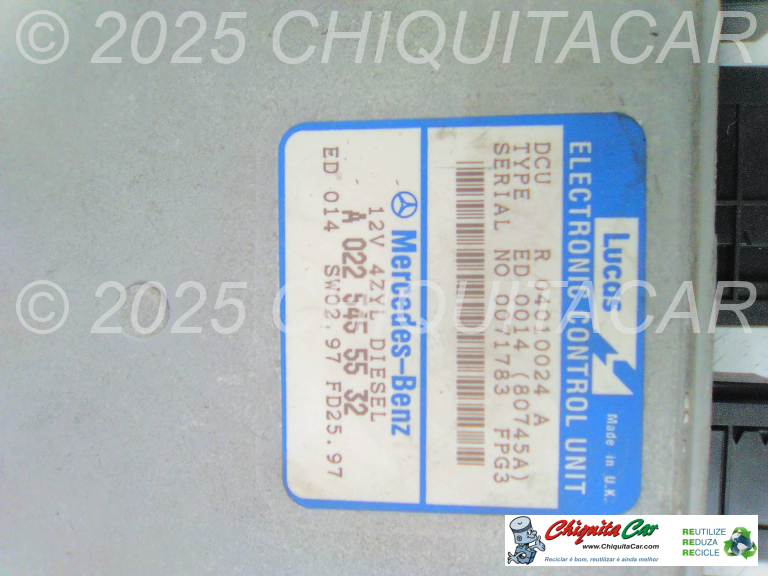 © 2025 CHIQUITACAR
Lucas
Made in U.K.
ELECTRONIC CONTROL UNIT
DCU R 04010024 A
TYPE ED 0014 (80745A)
SERIAL NO 0071783 FPG3
Mercedes-Benz
12V 4ZYL DIESEL
A 022 545 55 32
ED 014 SW02.97 FD25.97
© 2025 CHIQUITACAR
Chiquita Car
www.ChiquitaCar.com
Reciclar é bom, reutilizar é ainda melhor
REUTILIZE
REDUZA
RECICLE